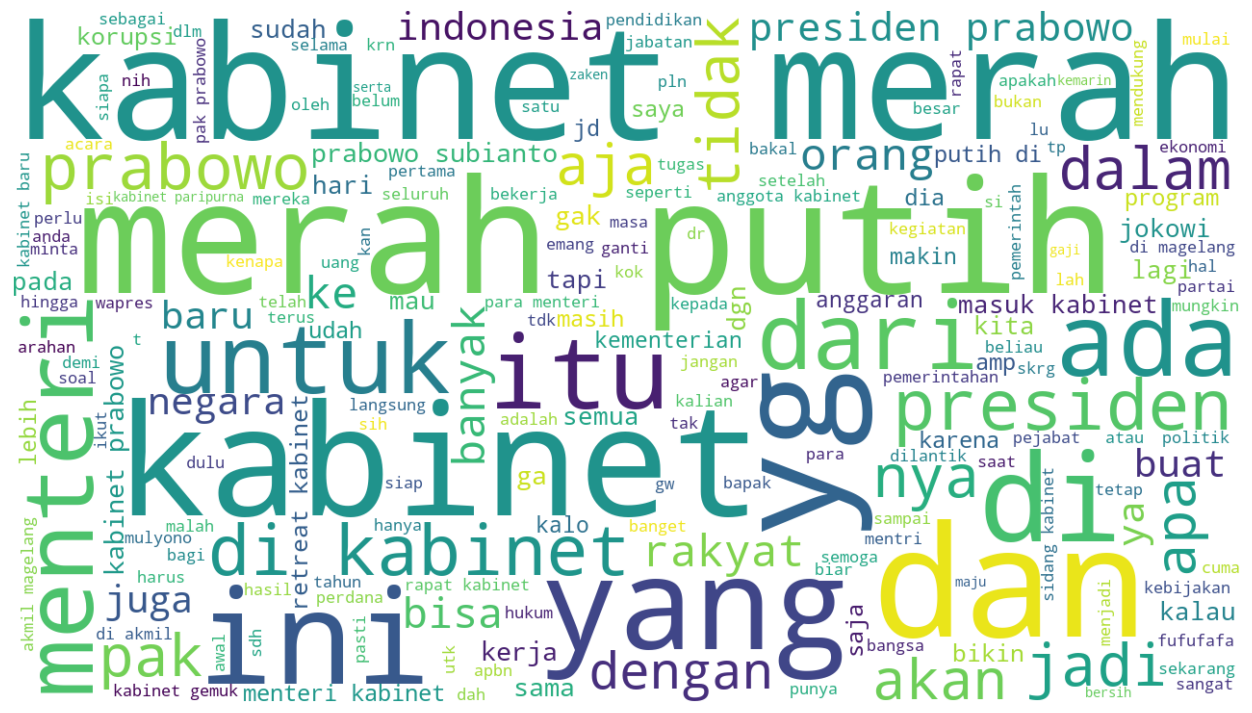 kabinet merah
merah putih
kabinet
yang
dan
yg
ini
di
itu
untuk
dari
ada
presiden
menteri
prabowo
di kabinet
dalam
tidak
indonesia
presiden prabowo
orang
aja
nya
apa
jadi
akan
dengan
pak
juga
bisa
rakyat
banyak
negara
baru
ke
buat
ya
sebagai
dlm
korupsi
sudah
selama
krn
pendidikan
jabatan
mulai
nih
siapa
pak prabowo
oleh
serta
belum
zaken
satu
pln
saya
jd
besar
rapat
apakah
kemarin
bukan
mendukung
lu
tp
acara
prabowo subianto
pertama
tugas
bakal
putih di
ekonomi
kabinet baru
isi
kabinet paripurna
mereka
hari
seluruh
bekerja
seperti
setelah
anggota kabinet
dia
si
program
perlu
anda
minta
kan
gak
masa
emang
ganti
dr
kegiatan
pemerintah
jokowi
di magelang
kenapa
uang
tapi
kok
makin
gaji
lah
lagi
hal
partai
pada
hingga
wapres
telah
terus
mau
para menteri
kepada
anggaran
masuk kabinet
mungkin
udah
tdk
masih
dgn
kementerian
kita
beliau
arahan
demi
soal
t
jangan
agar
amp
skrg
pemerintahan
kabinet prabowo
ikut
lebih
langsung
sih
adalah
semua
kalian
tak
karena
pejabat
atau
politik
dulu
retreat kabinet
siap
ga
gw
bapak
para
dilantik
saat
tetap
sidang kabinet
akmil magelang
malah
mulyono
bagi
hanya
kalo
banget
sampai
mentri
semoga
biar
cuma
harus
hasil
tahun
perdana
rapat kabinet
hukum
maju
menjadi
kebijakan
kalau
di akmil
awal
sdh
pasti
utk
kerja
saja
bangsa
bikin
fufufafa
sekarang
kabinet gemuk
menteri kabinet
dah
apbn
sama
punya
bersih
sangat